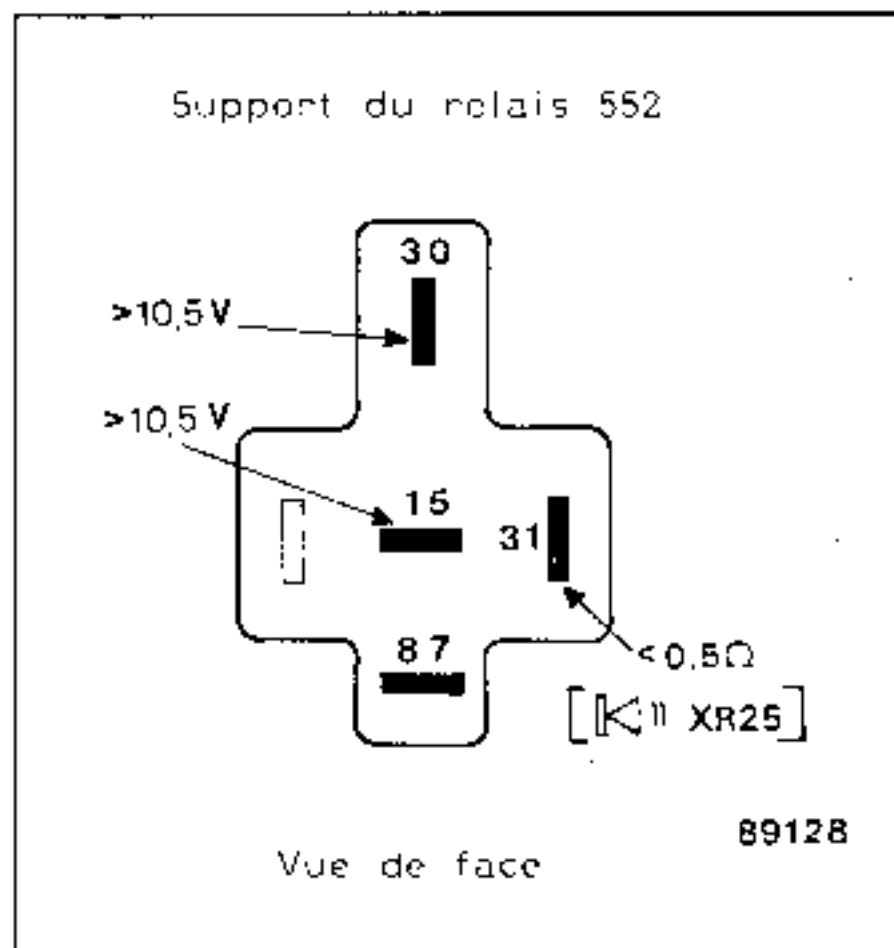 Support du relais 552
30
>10,5 V
>10,5 V
15
31
87
<0,5Ω
XR25
89128
Vue de face